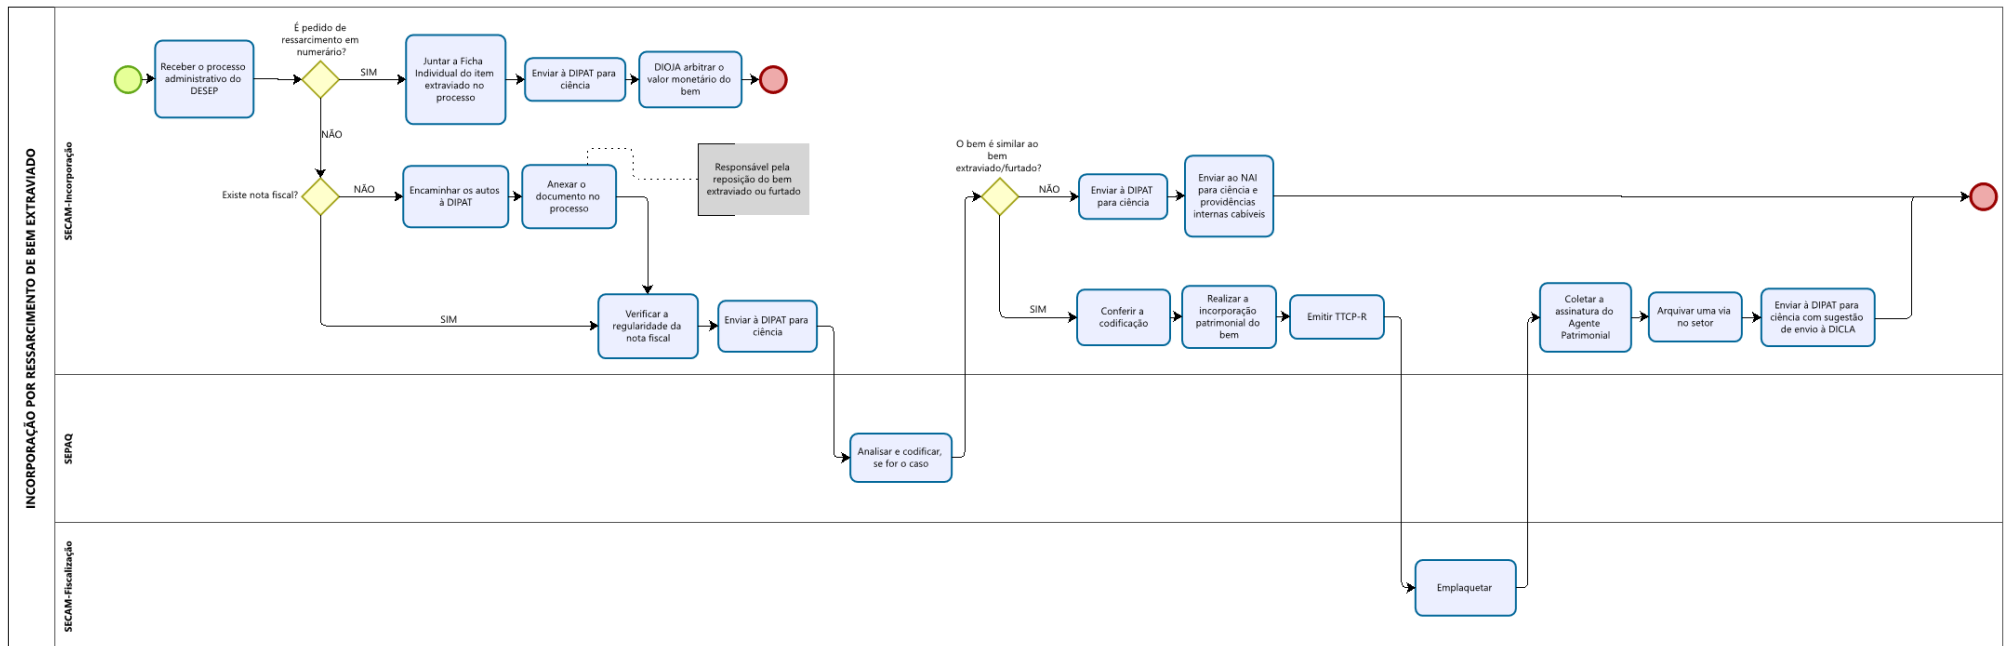 INCORPORAÇÃO POR RESSARCIMENTO DE BEM EXTRAVIADO
SECAM-Incorporação
É pedido de
ressarcimento em
numerário?
Receber o processo
administrativo do
DESEP
SIM
Juntar a Ficha
Individual do item
extraviado no
processo
Enviar à DIPAT para
ciência
DIOJA arbitrar o
valor monetário do
bem
NÃO
Existe nota fiscal?
NÃO
Encaminhar os autos
à DIPAT
Anexar o
documento no
processo
Responsável pela
reposição do bem
extraviado ou furtado
SIM
Verificar a
regularidade da
nota fiscal
Enviar à DIPAT para
ciência
O bem é similar ao
bem
extraviado/furtado?
NÃO
Enviar à DIPAT
para ciência
Enviar ao NAI
para ciência e
providências
internas cabíveis
SIM
Conferir a
codificação
Realizar a
incorporação
patrimonial do
bem
Emitir TTCP-R
Coletar a
assinatura do
Agente
Patrimonial
Arquivar uma via
no setor
Enviar à DIPAT para
ciência com sugestão
de envio à DICLA
SEPAQ
Analisar e codificar,
se for o caso
SECAM-Fiscalização
Emplaquetar